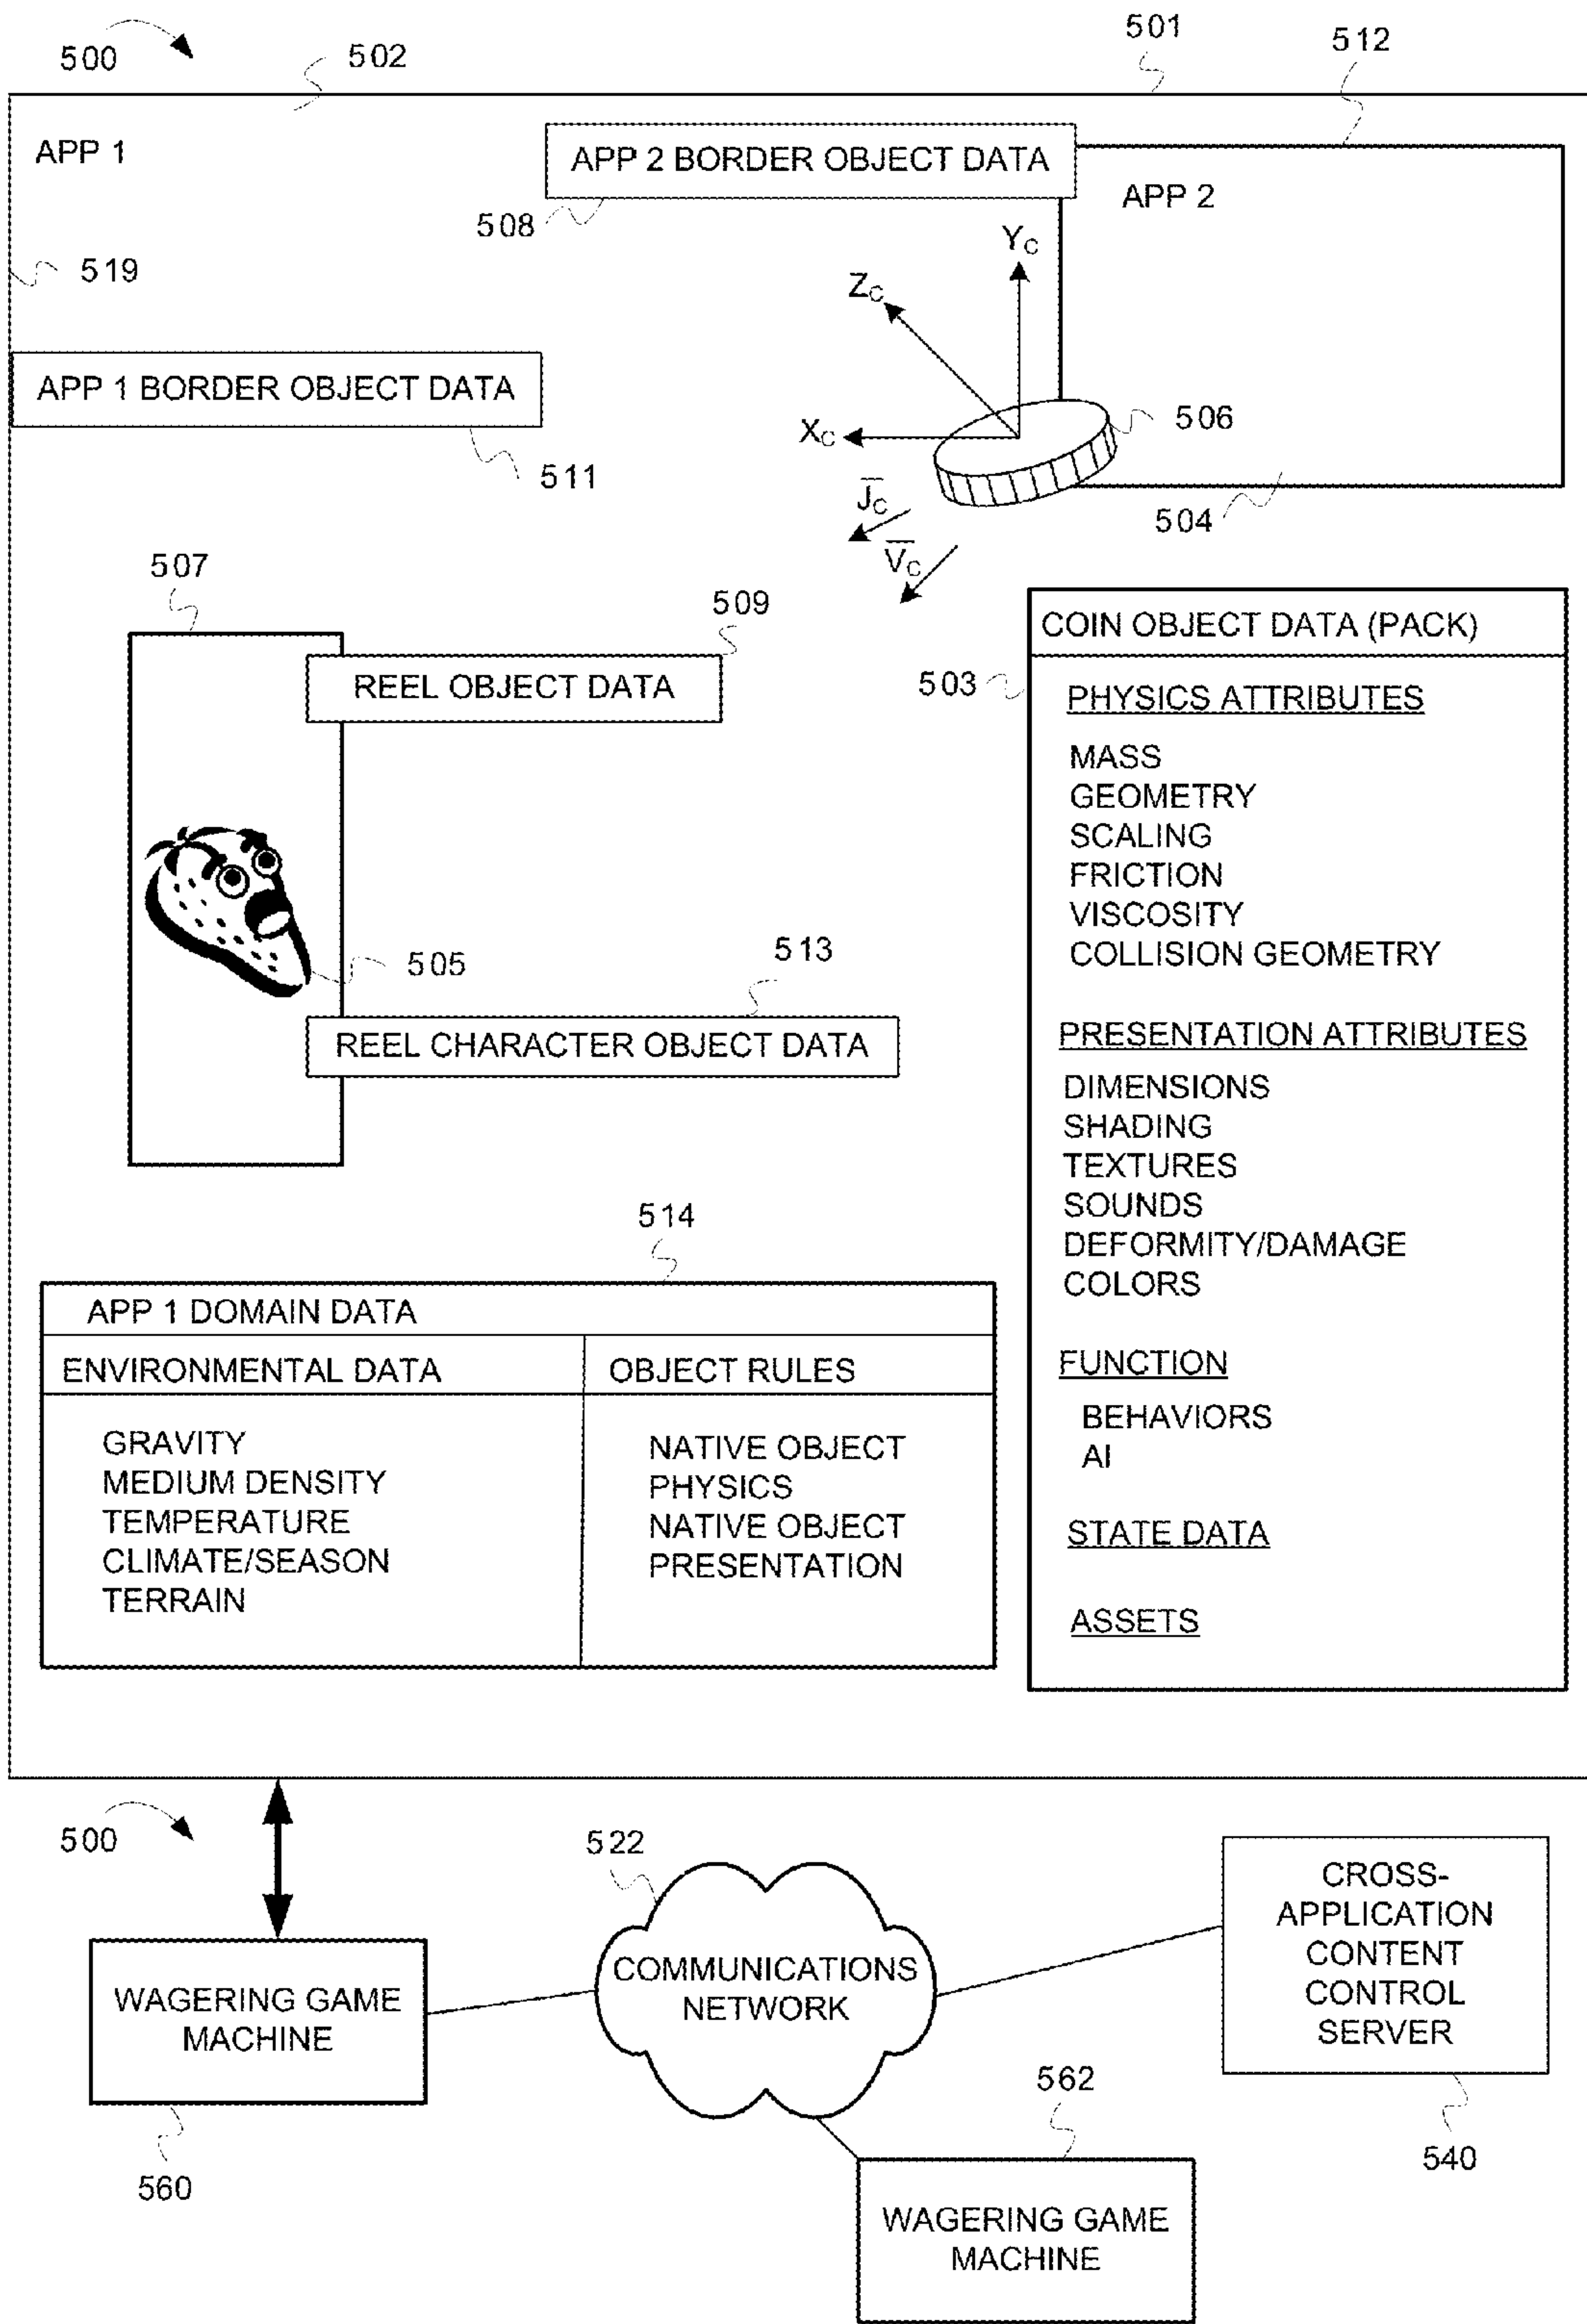 500
502
501
512
APP 1
APP 2 BORDER OBJECT DATA
APP 2
508
519
YC
ZC
APP 1 BORDER OBJECT DATA
XC
506
511
JC
504
VC
507
509
REEL OBJECT DATA
COIN OBJECT DATA (PACK)
503
PHYSICS ATTRIBUTES
MASS
GEOMETRY
SCALING
FRICTION
VISCOSITY
COLLISION GEOMETRY
505
513
REEL CHARACTER OBJECT DATA
PRESENTATION ATTRIBUTES
DIMENSIONS
SHADING
TEXTURES
SOUNDS
DEFORMITY/DAMAGE
COLORS
FUNCTION
BEHAVIORS
AI
STATE DATA
ASSETS
514
APP 1 DOMAIN DATA
ENVIRONMENTAL DATA
GRAVITY
MEDIUM DENSITY
TEMPERATURE
CLIMATE/SEASON
TERRAIN
OBJECT RULES
NATIVE OBJECT
PHYSICS
NATIVE OBJECT
PRESENTATION
500
522
WAGERING GAME
MACHINE
560
COMMUNICATIONS
NETWORK
CROSS-
APPLICATION
CONTENT
CONTROL
SERVER
540
562
WAGERING GAME
MACHINE